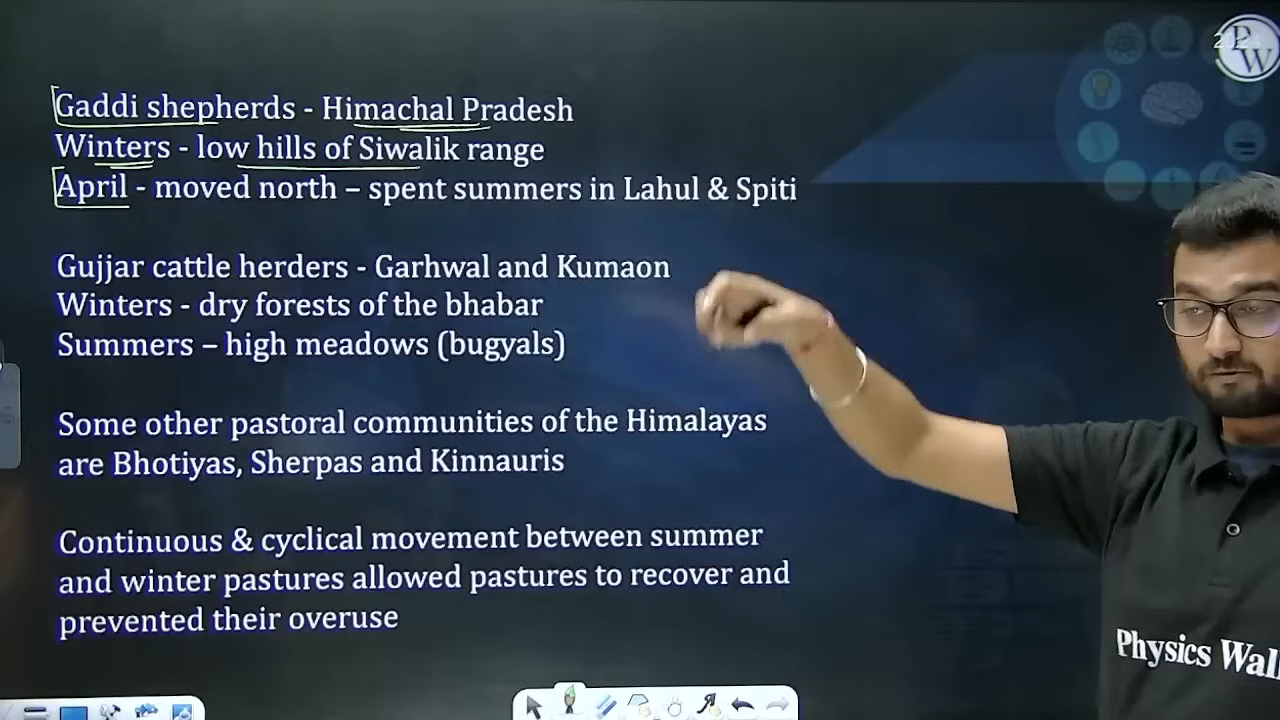 Gaddi shepherds - Himachal Pradesh
Winters - low hills of Siwalik range
April - moved north – spent summers in Lahul & Spiti
Gujjar cattle herders - Garhwal and Kumaon
Winters - dry forests of the bhabar
Summers – high meadows (bugyals)
Some other pastoral communities of the Himalayas
are Bhotiyas, Sherpas and Kinnauris
Continuous & cyclical movement between summer
and winter pastures allowed pastures to recover and
prevented their overuse
PW
Physics Wal